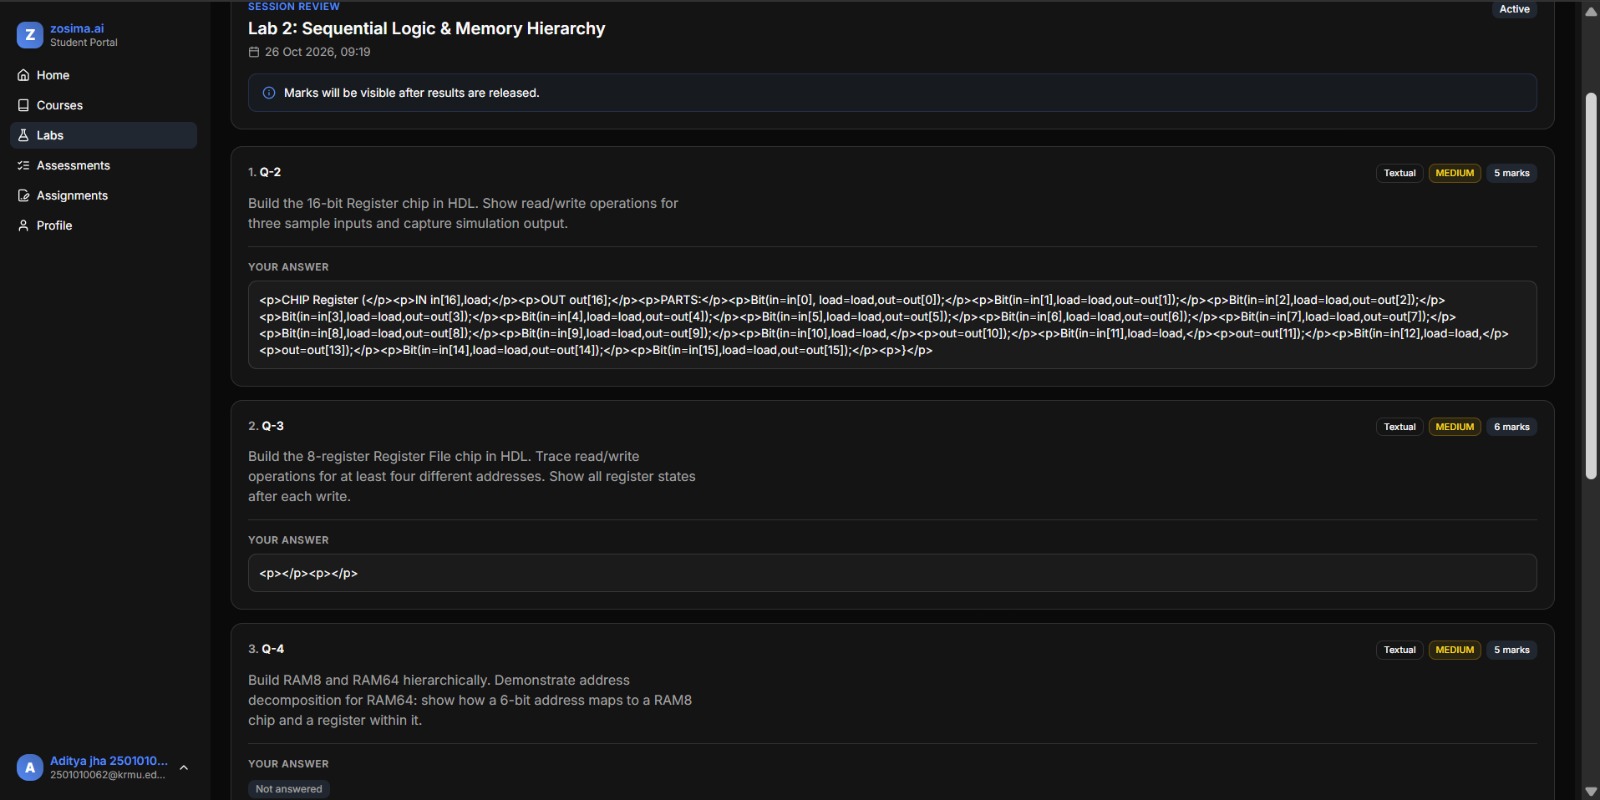 zosima.ai
Student Portal
Home
Courses
Labs
Assessments
Assignments
Profile
Aditya jha 2501010...
2501010062@krmu.ed...
SESSION REVIEW
Active
Lab 2: Sequential Logic & Memory Hierarchy
26 Oct 2026, 09:19
Marks will be visible after results are released.
1. Q-2
Textual MEDIUM 5 marks
Build the 16-bit Register chip in HDL. Show read/write operations for
three sample inputs and capture simulation output.
YOUR ANSWER
<p>CHIP Register (</p><p>IN in[16],load;</p><p>OUT out[16];</p><p>PARTS:</p><p>Bit(in=in[0], load=load,out=out[0]);</p><p>Bit(in=in[1],load=load,out=out[1]);</p><p>Bit(in=in[2],load=load,out=out[2]);</p>
<p>Bit(in=in[3],load=load,out=out[3]);</p><p>Bit(in=in[4],load=load,out=out[4]);</p><p>Bit(in=in[5],load=load,out=out[5]);</p><p>Bit(in=in[6],load=load,out=out[6]);</p><p>Bit(in=in[7],load=load,out=out[7]);</p>
<p>Bit(in=in[8],load=load,out=out[8]);</p><p>Bit(in=in[9],load=load,out=out[9]);</p><p>Bit(in=in[10],load=load,</p><p>out=out[10]);</p><p>Bit(in=in[11],load=load,</p><p>out=out[11]);</p><p>Bit(in=in[12],load=load,</p>
<p>out=out[13]);</p><p>Bit(in=in[14],load=load,out=out[14]);</p><p>Bit(in=in[15],load=load,out=out[15]);</p><p>}</p>
2. Q-3
Textual MEDIUM 6 marks
Build the 8-register Register File chip in HDL. Trace read/write
operations for at least four different addresses. Show all register states
after each write.
YOUR ANSWER
<p></p><p></p>
3. Q-4
Textual MEDIUM 5 marks
Build RAM8 and RAM64 hierarchically. Demonstrate address
decomposition for RAM64: show how a 6-bit address maps to a RAM8
chip and a register within it.
YOUR ANSWER
Not answered